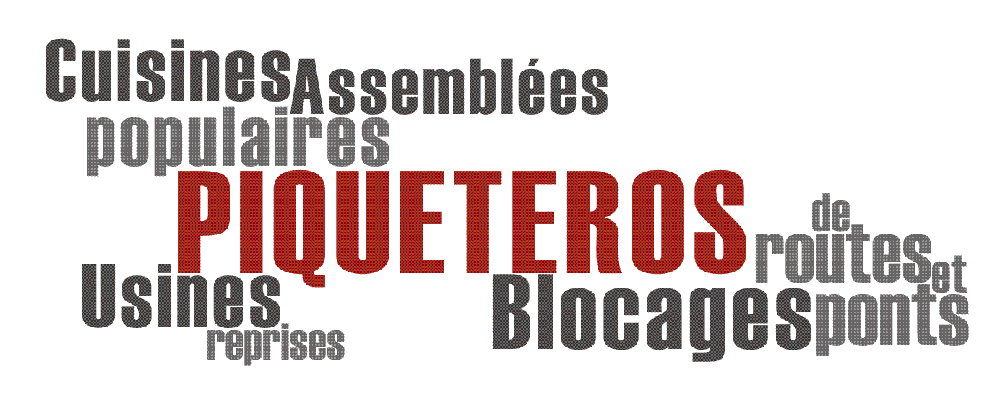 Cuisines Assemblées
populaires
PIQUETEROS
de
routes
et
Usines
Blocages ponts
reprises